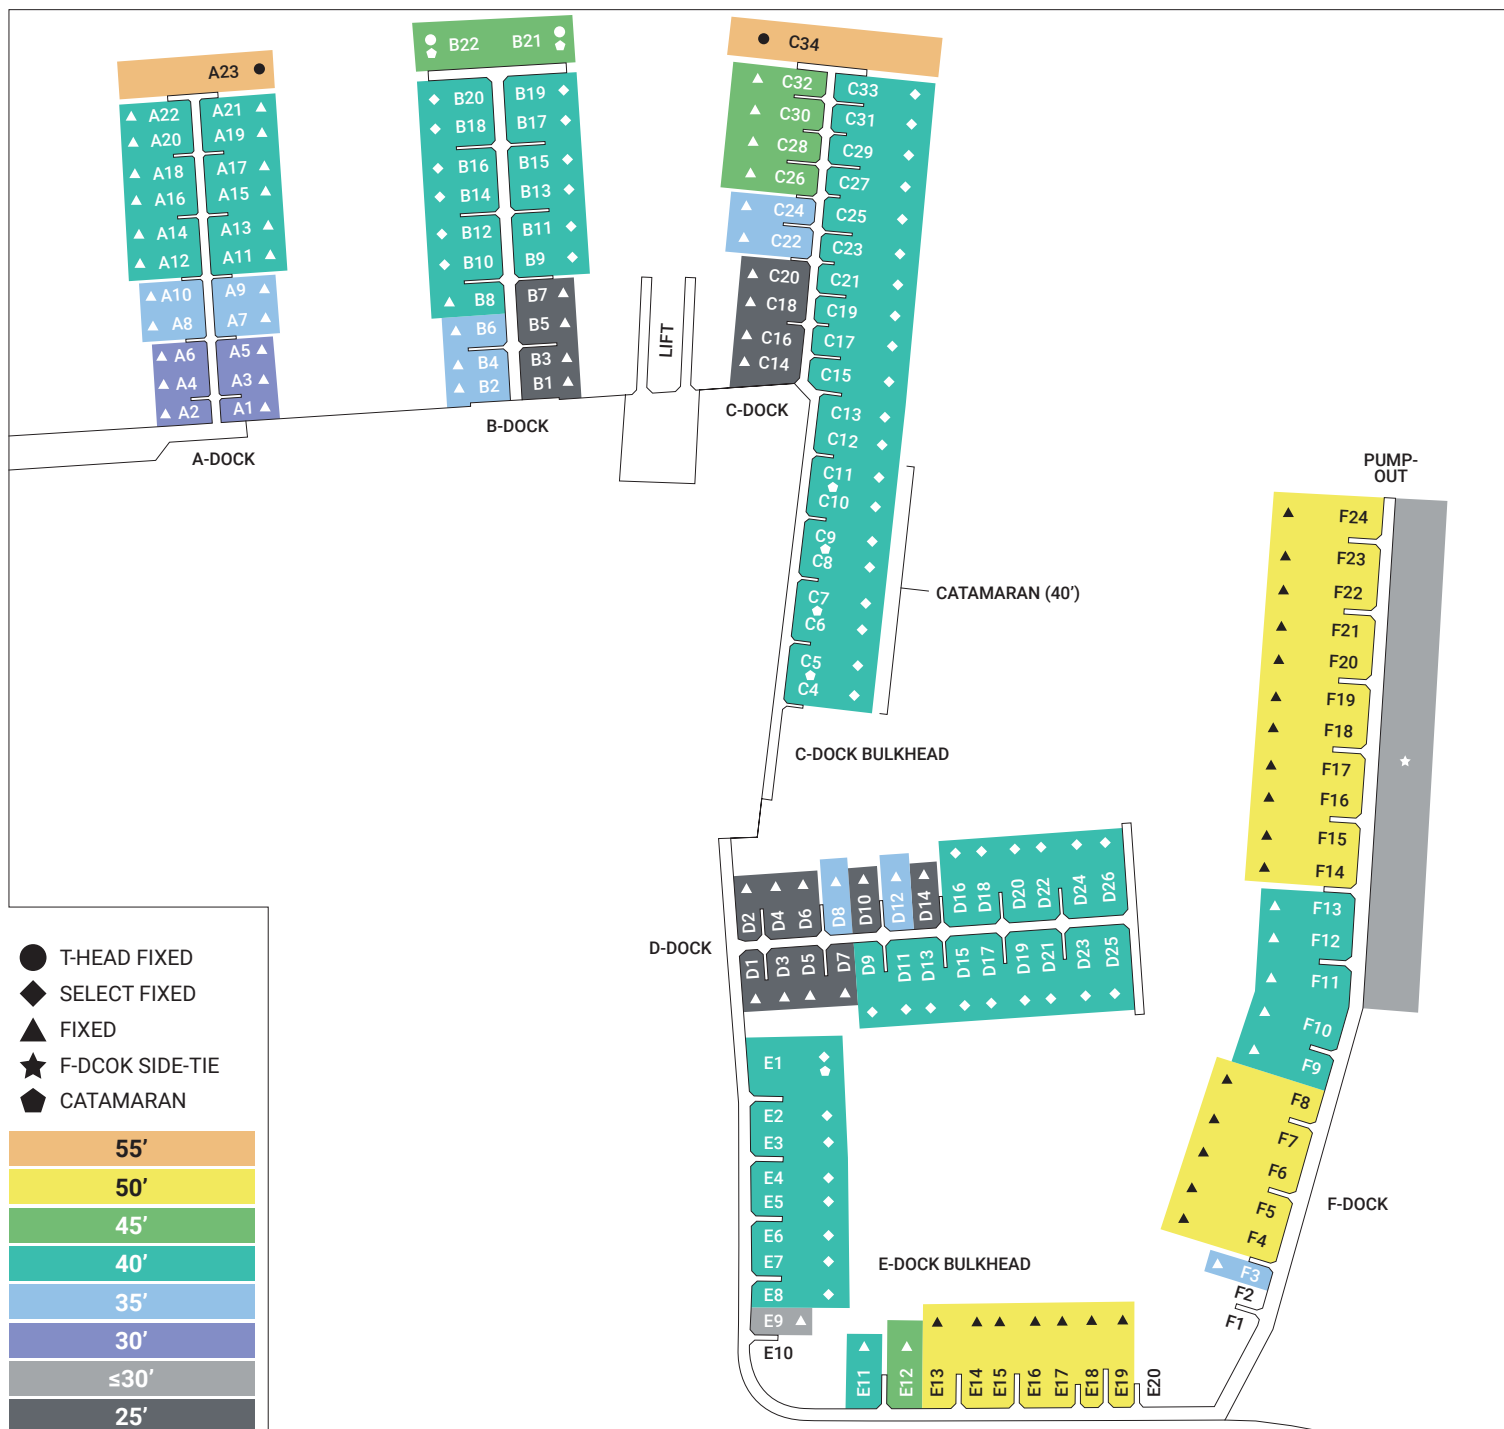 A23
A22
A21
A20
A19
A18
A17
A16
A15
A14
A13
A12
A11
A10
A9
A8
A7
A6
A5
A4
A3
A2
A1
A-DOCK
B22
B21
B20
B19
B18
B17
B16
B15
B14
B13
B12
B11
B10
B9
B8
B7
B6
B5
B4
B3
B2
B1
B-DOCK
LIFT
C34
C32
C33
C30
C31
C28
C29
C26
C27
C24
C25
C22
C23
C20
C21
C18
C19
C16
C17
C14
C15
C-DOCK
C13
C12
C11
C10
C9
C8
C7
C6
C5
C4
CATAMARAN (40’)
C-DOCK BULKHEAD
PUMP-
OUT
F24
F23
F22
F21
F20
F19
F18
F17
F16
F15
F14
F13
F12
F11
F10
F9
F8
F7
F6
F5
F4
F3
F2
F1
F-DOCK
D-DOCK
D2
D4
D6
D8
D10
D12
D14
D16
D18
D20
D22
D24
D26
D1
D3
D5
D7
D9
D11
D13
D15
D17
D19
D21
D23
D25
E1
E2
E3
E4
E5
E6
E7
E8
E9
E10
E-DOCK BULKHEAD
E11
E12
E13
E14
E15
E16
E17
E18
E19
E20
T-HEAD FIXED
SELECT FIXED
FIXED
F-DCOK SIDE-TIE
CATAMARAN
55’
50’
45’
40’
35’
30’
≤30’
25’